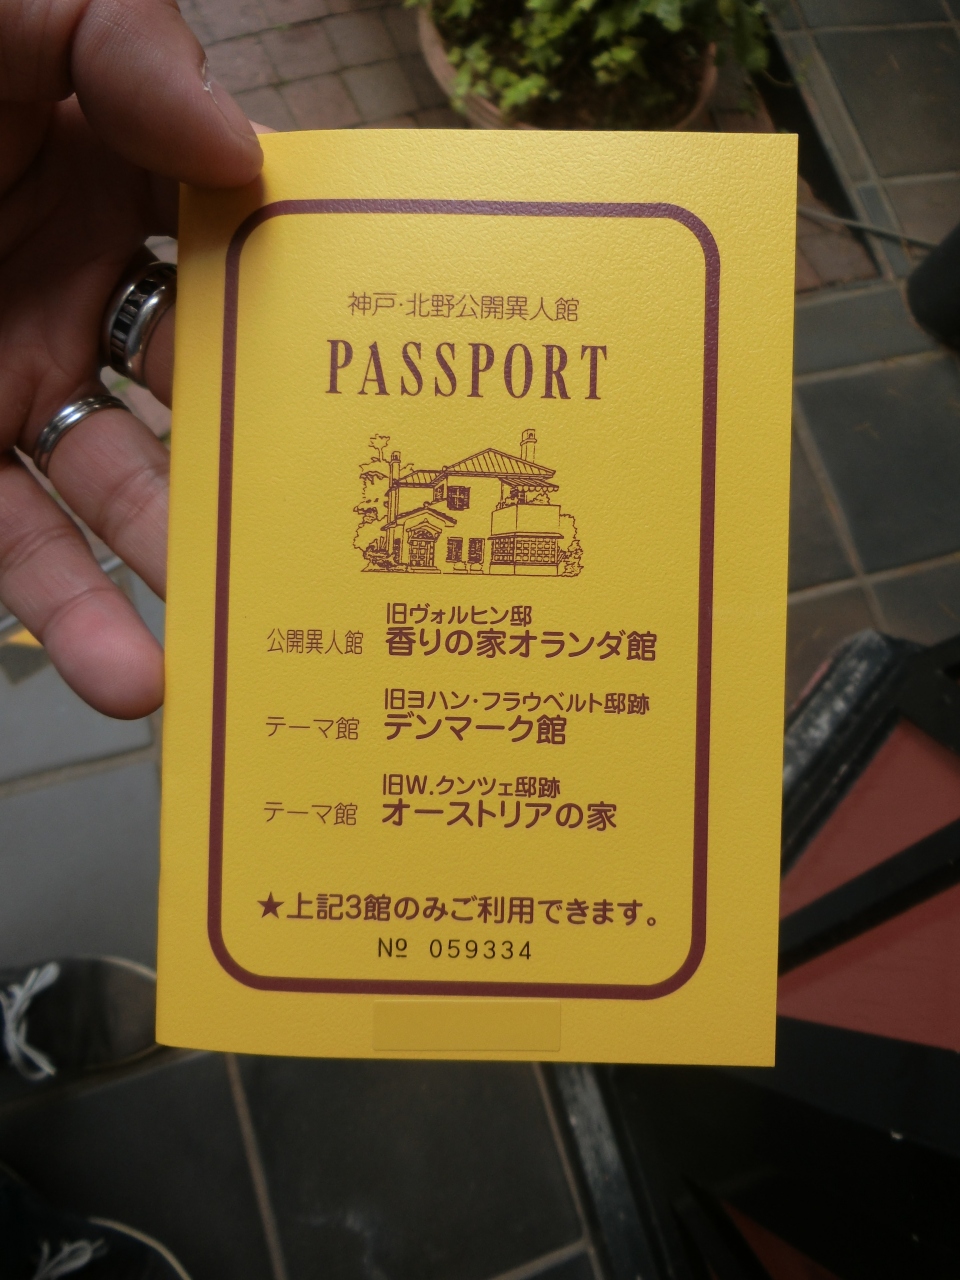 神戸・北野公開異人館
PASSPORT
旧ヴォルヒン邸
公開異人館 香りの家オランダ館
旧ヨハン・フラウベルト邸跡
テーマ館 デンマーク館
旧W.クンツェ邸跡
テーマ館 オーストリアの家
★上記3館のみご利用できます。
№ 059334